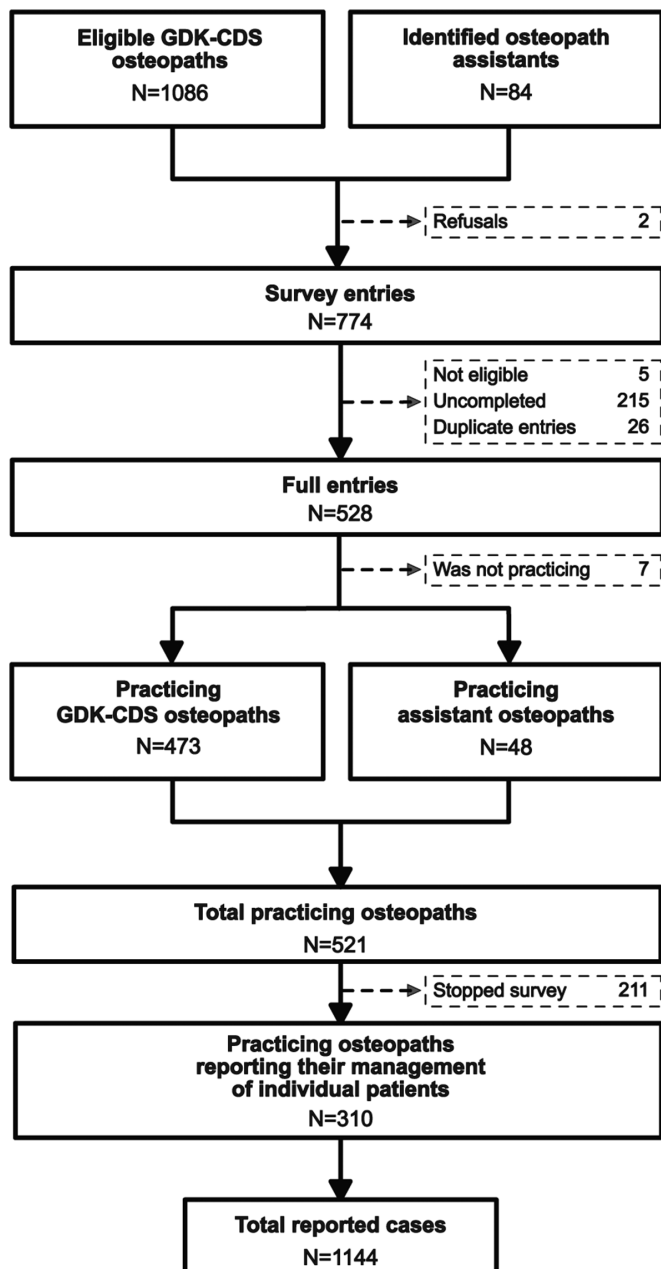 Eligible GDK-CDS
osteopaths
N=1086
Identified osteopath
assistants
N=84
Refusals 2
Survey entries
N=774
Not eligible 5
Uncompleted 215
Duplicate entries 26
Full entries
N=528
Was not practicing 7
Practicing
GDK-CDS osteopaths
N=473
Practicing
assistant osteopaths
N=48
Total practicing osteopaths
N=521
Stopped survey 211
Practicing osteopaths
reporting their management
of individual patients
N=310
Total reported cases
N=1144